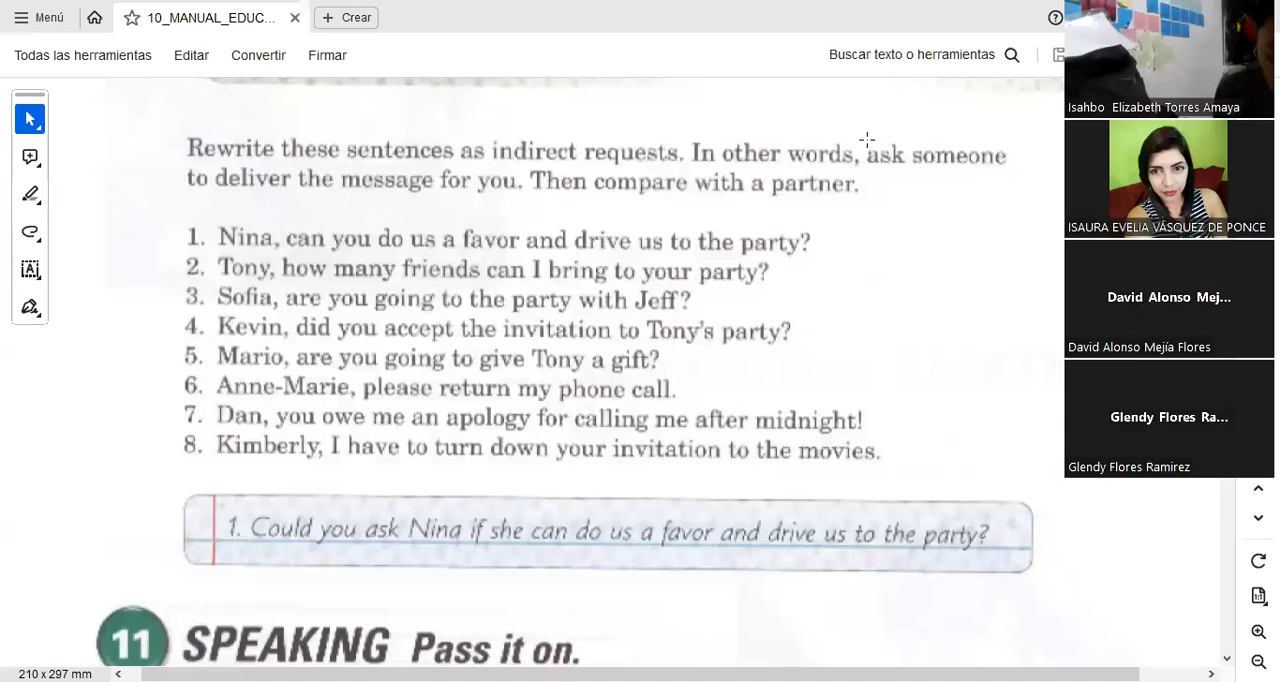 Menú
10_MANUAL_EDUC...
Crear
Todas las herramientas
Editar
Convertir
Firmar
Buscar texto o herramientas
Rewrite these sentences as indirect requests. In other words, ask someone
to deliver the message for you. Then compare with a partner.
1. Nina, can you do us a favor and drive us to the party?
2. Tony, how many friends can I bring to your party?
3. Sofia, are you going to the party with Jeff?
4. Kevin, did you accept the invitation to Tony's party?
5. Mario, are you going to give Tony a gift?
6. Anne-Marie, please return my phone call.
7. Dan, you owe me an apology for calling me after midnight!
8. Kimberly, I have to turn down your invitation to the movies.
1. Could you ask Nina if she can do us a favor and drive us to the party?
11 SPEAKING Pass it on.
210 x 297 mm
Isahbo Elizabeth Torres Amaya
ISAURA EVELIA VÁSQUEZ DE PONCE
David Alonso Mej...
David Alonso Mejía Flores
Glendy Flores Ra...
Glendy Flores Ramirez